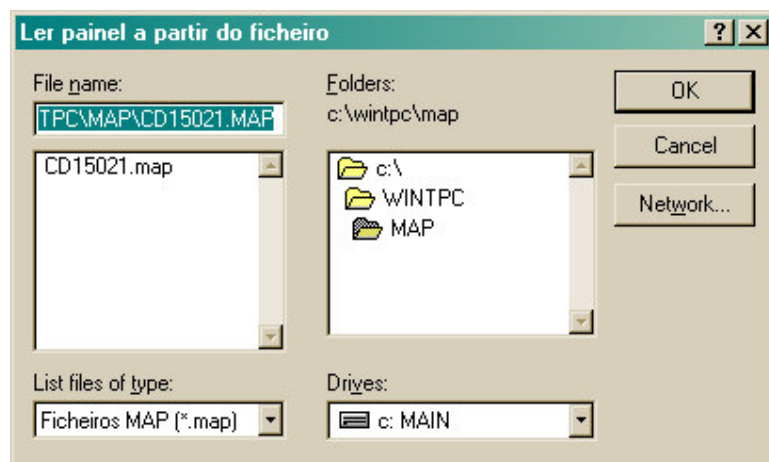 Ler painel a partir do ficheiro
File name:
TPC\MAP\CD15021.MAP
CD15021.map
List files of type:
Ficheiros MAP (*.map)
Folders:
c:\wintpc\map
c:\
WINTPC
MAP
Drives:
c: MAIN
OK
Cancel
Network...